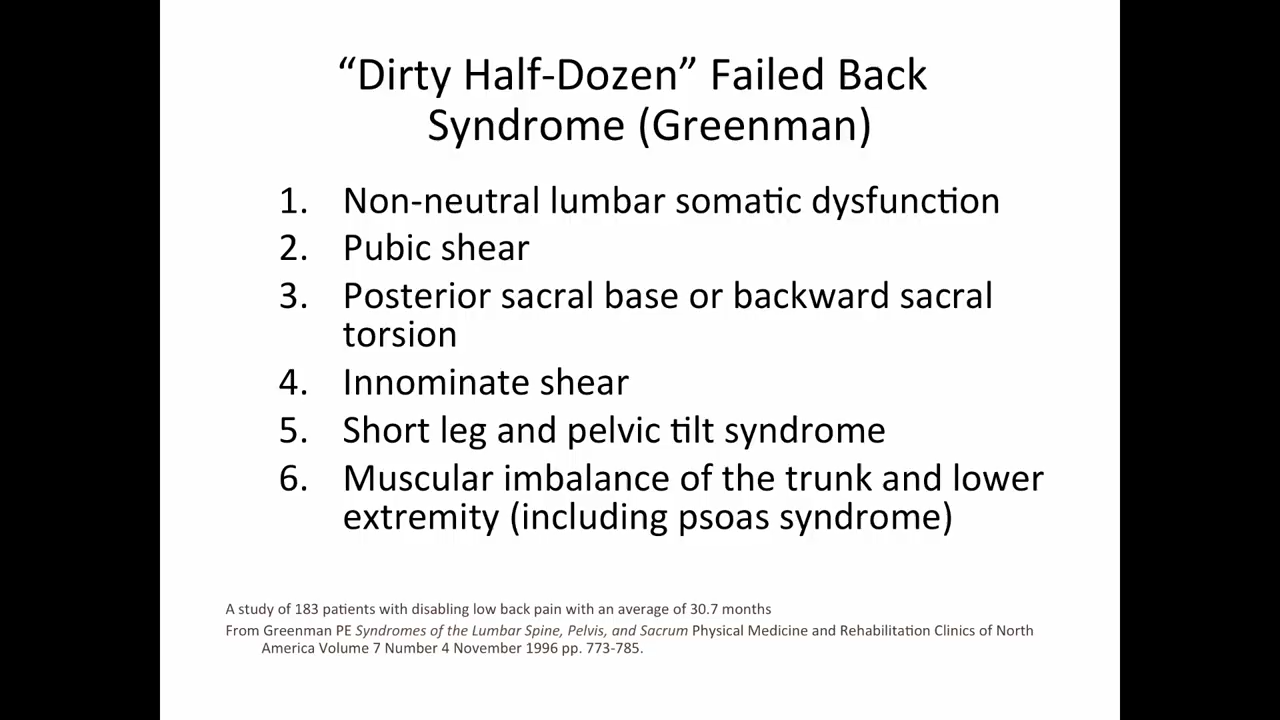 “Dirty Half-Dozen” Failed Back
Syndrome (Greenman)
1. Non-neutral lumbar somatic dysfunction
2. Pubic shear
3. Posterior sacral base or backward sacral
torsion
4. Innominate shear
5. Short leg and pelvic tilt syndrome
6. Muscular imbalance of the trunk and lower
extremity (including psoas syndrome)
A study of 183 patients with disabling low back pain with an average of 30.7 months
From Greenman PE Syndromes of the Lumbar Spine, Pelvis, and Sacrum Physical Medicine and Rehabilitation Clinics of North
America Volume 7 Number 4 November 1996 pp. 773-785.